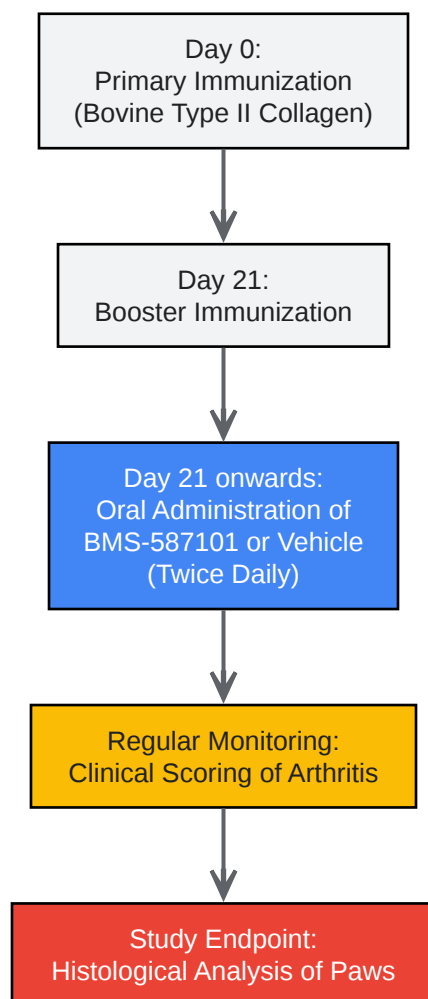 Day 0:
Primary Immunization
(Bovine Type II Collagen)
Day 21:
Booster Immunization
Day 21 onwards:
Oral Administration of
BMS-587101 or Vehicle
(Twice Daily)
Regular Monitoring:
Clinical Scoring of Arthritis
Study Endpoint:
Histological Analysis of Paws